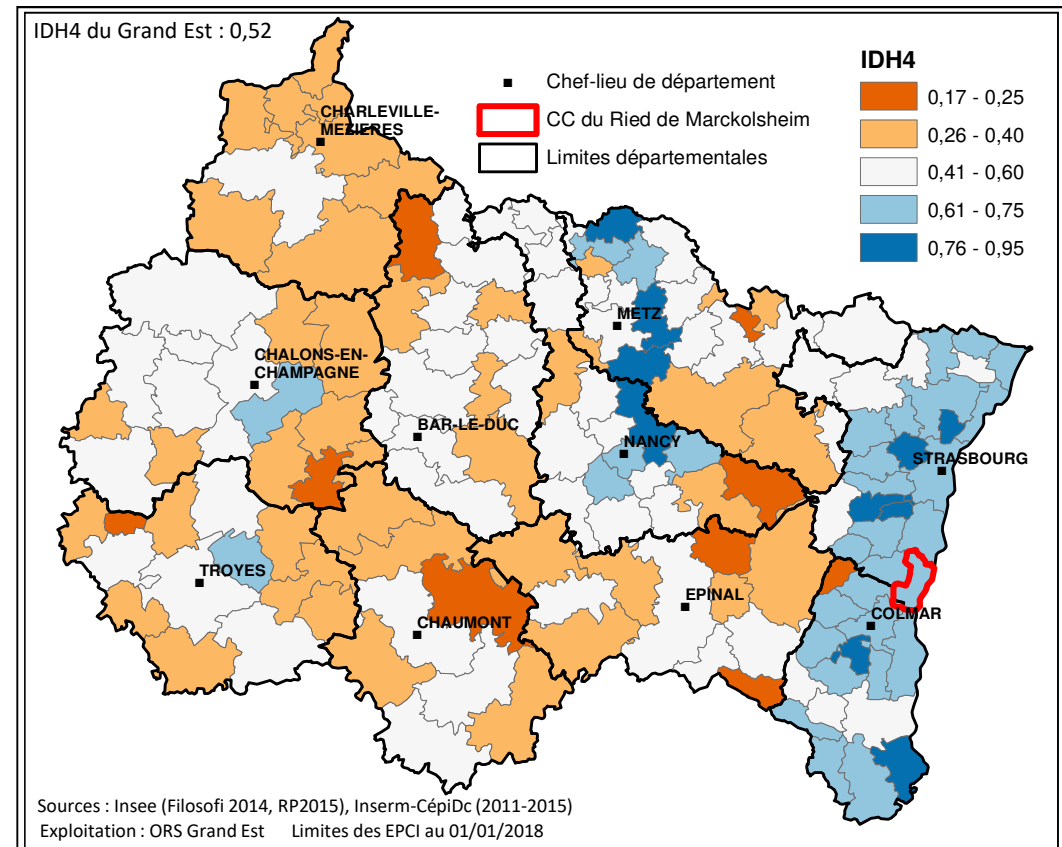 IDH4 du Grand Est : 0,52
IDH4
Chef-lieu de département
CC du Ried de Marckolsheim
Limites départementales
0,17 - 0,25
0,26 - 0,40
0,41 - 0,60
0,61 - 0,75
0,76 - 0,95
CHARLEVILLE-
MEZIERES
METZ
CHALONS-EN-
CHAMPAGNE
BAR-LE-DUC
NANCY
STRASBOURG
TROYES
EPINAL
COLMAR
CHAUMONT
Sources : Insee (Filosofi 2014, RP2015), Inserm-CépiDc (2011-2015)
Exploitation : ORS Grand Est Limites des EPCI au 01/01/2018